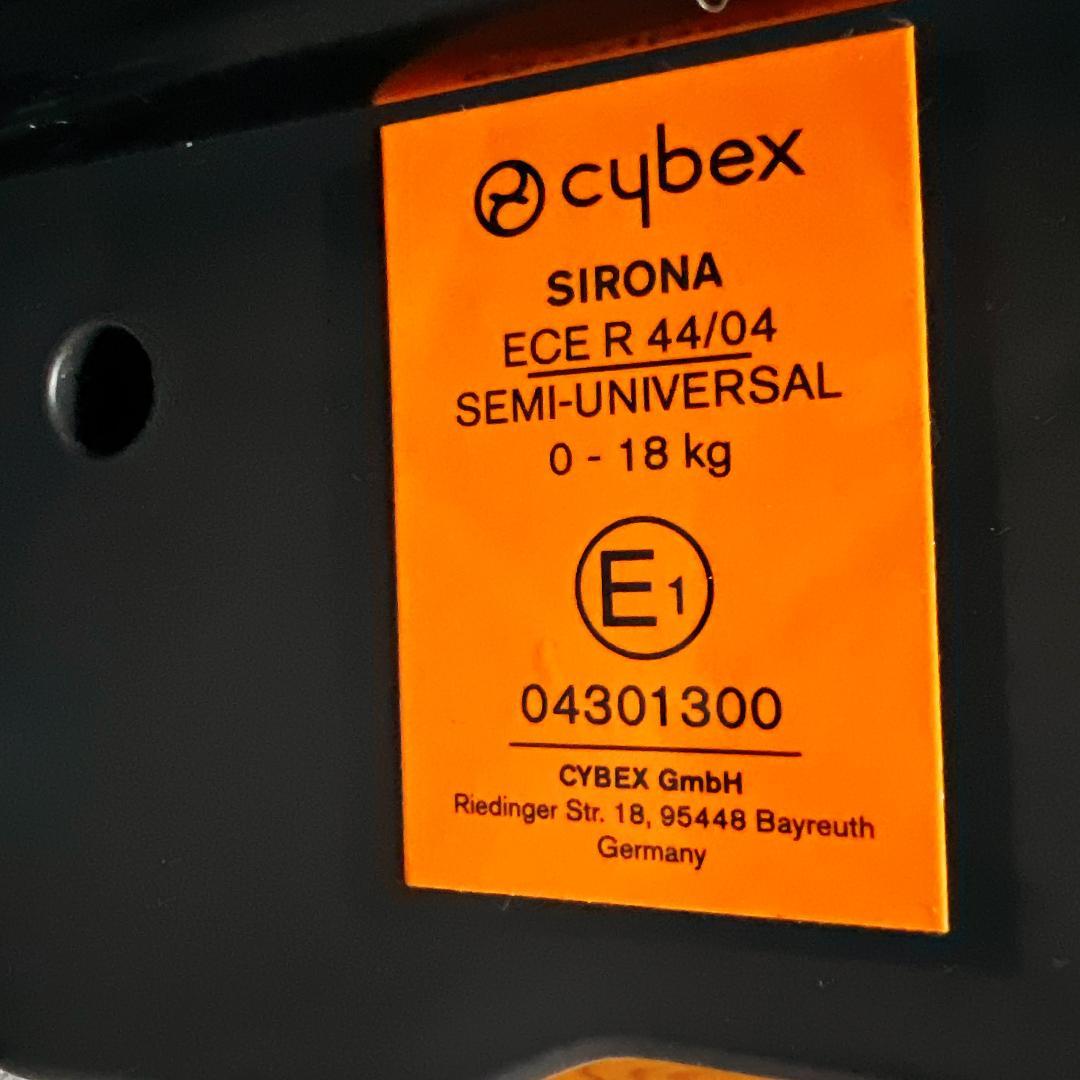 cybex
SIRONA
ECE R 44/04
SEMI-UNIVERSAL
0 - 18 kg
E1
04301300
CYBEX GmbH
Riedinger Str. 18, 95448 Bayreuth
Germany